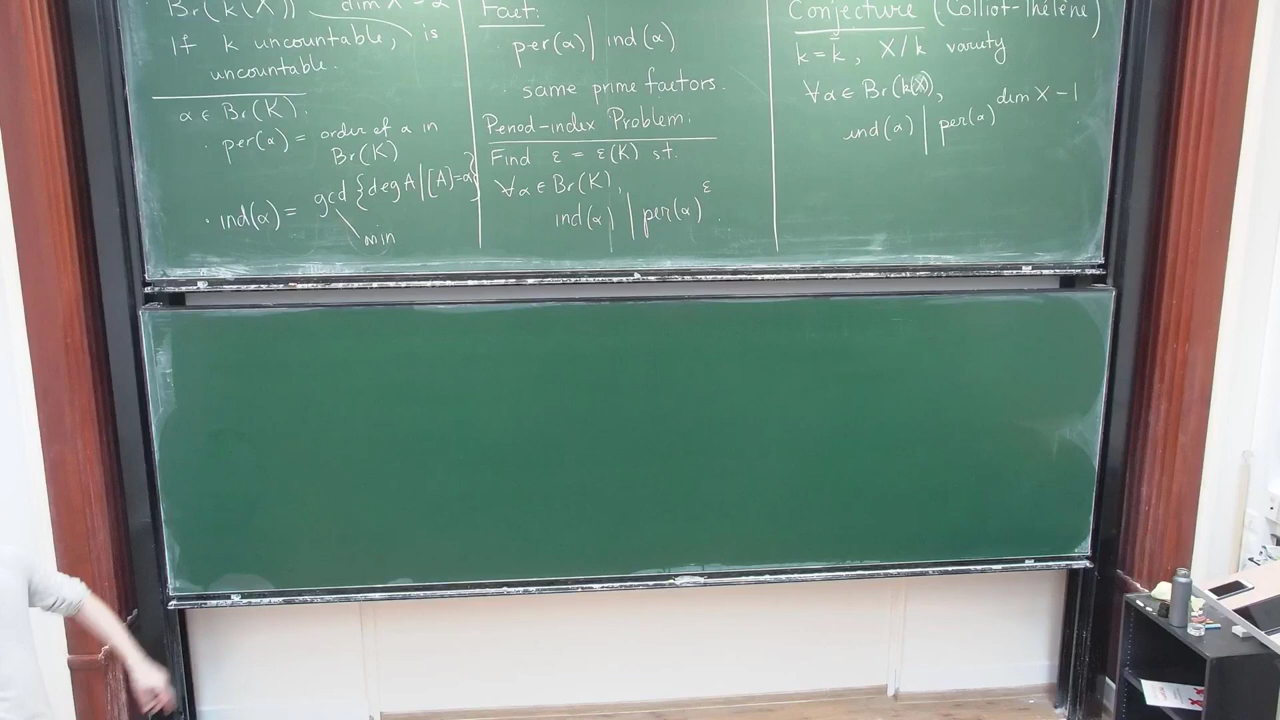 Br(k(X)) dim X = 2
If k uncountable, is
uncountable.
α ∈ Br(K).
· per(α) = order of α in
Br(K)
· ind(α) = gcd {deg A | [A]=α}
min
Fact:
per(α) | ind(α)
· same prime factors.
Period-index Problem:
Find ε = ε(K) st.
∀α ∈ Br(K),
ind(α) | per(α)^ε.
Conjecture (Colliot-Thélène)
k = k̄, X/k variety
∀α ∈ Br(k(X)),
ind(α) | per(α)^dim X − 1